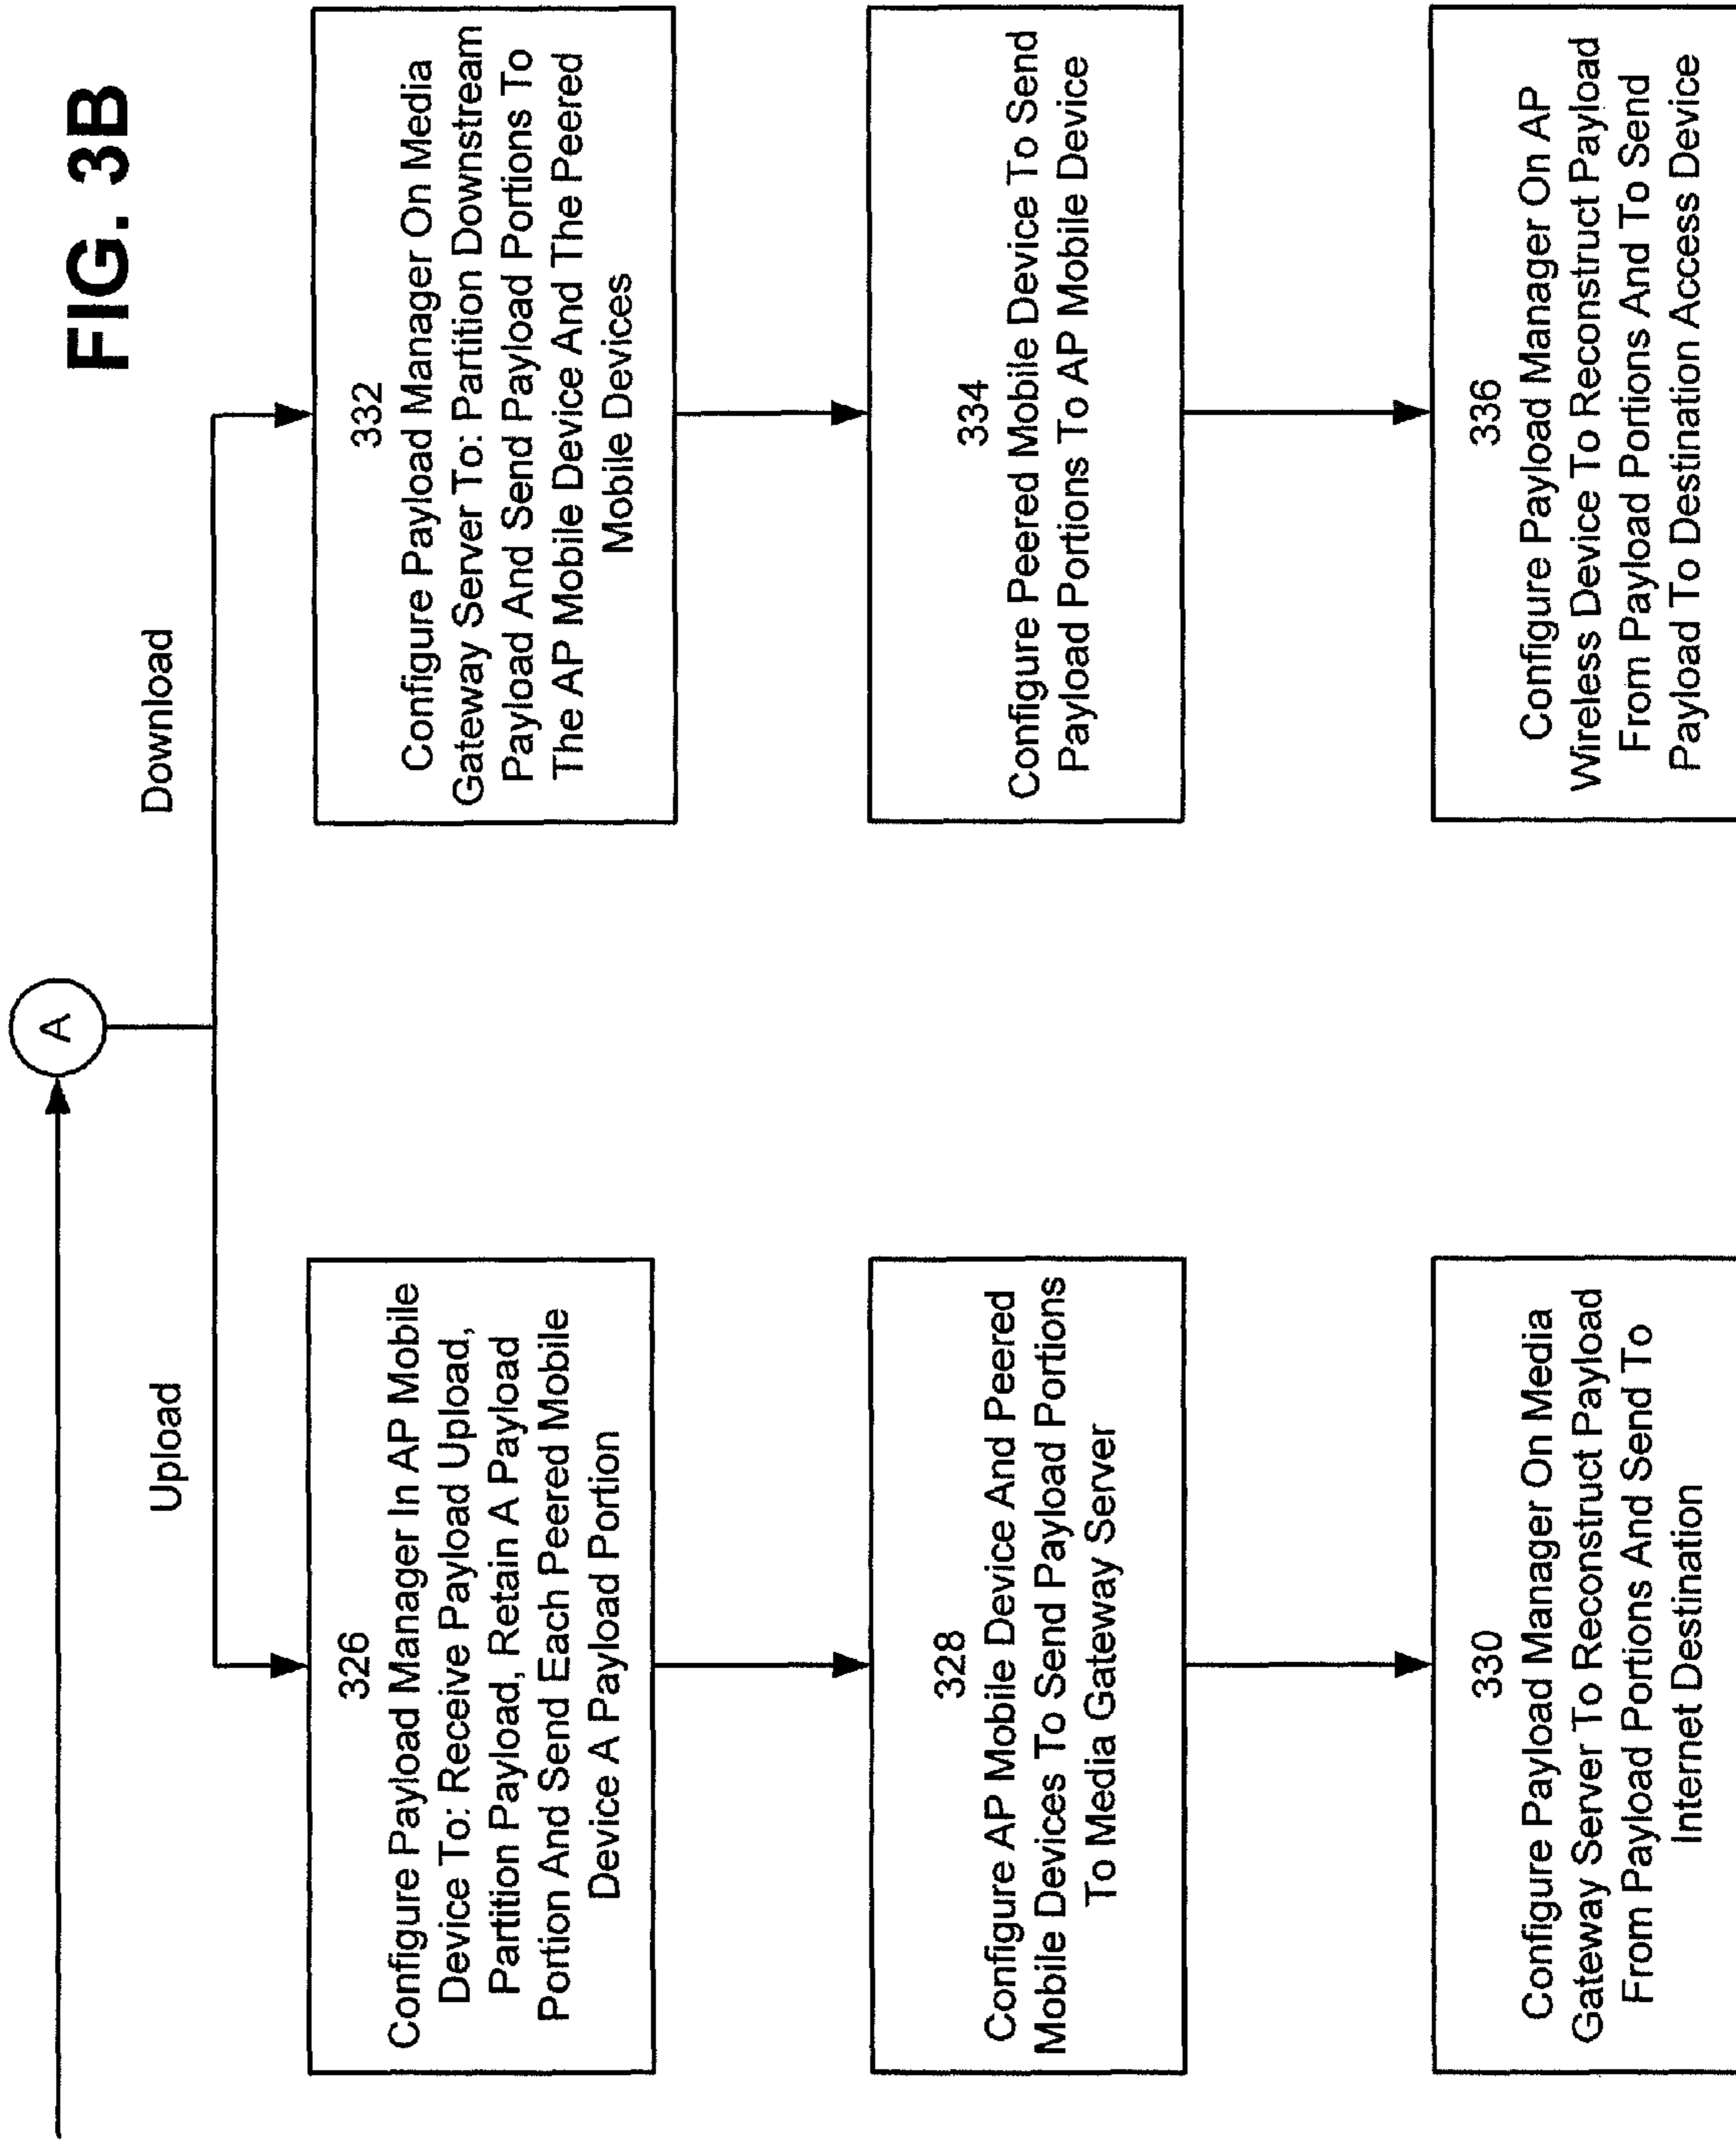 FIG. 3B
A
Upload
Download
326
Configure Payload Manager In AP Mobile
Device To: Receive Payload Upload,
Partition Payload, Retain A Payload
Portion And Send Each Peered Mobile
Device A Payload Portion
328
Configure AP Mobile Device And Peered
Mobile Devices To Send Payload Portions
To Media Gateway Server
330
Configure Payload Manager On Media
Gateway Server To Reconstruct Payload
From Payload Portions And Send To
Internet Destination
332
Configure Payload Manager On Media
Gateway Server To: Partition Downstream
Payload And Send Payload Portions To
The AP Mobile Device And The Peered
Mobile Devices
334
Configure Peered Mobile Device To Send
Payload Portions To AP Mobile Device
336
Configure Payload Manager On AP
Wireless Device To Reconstruct Payload
From Payload Portions And To Send
Payload To Destination Access Device